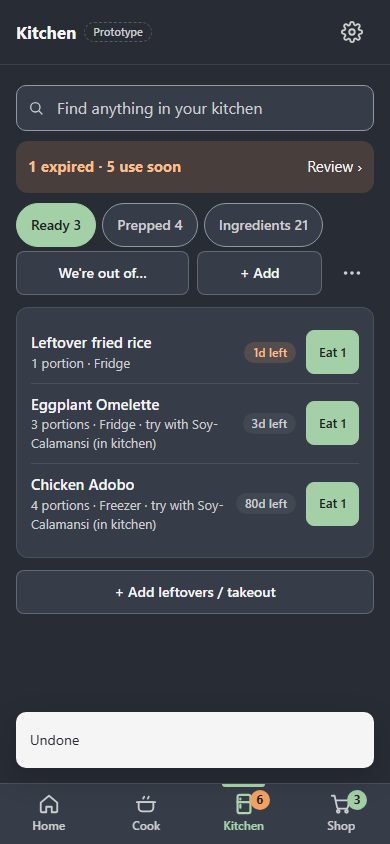 Kitchen Prototype
Find anything in your kitchen
1 expired · 5 use soon Review ›
Ready 3 Prepped 4 Ingredients 21
We're out of... + Add ···
Leftover fried rice
1 portion · Fridge
1d left Eat 1
Eggplant Omelette
3 portions · Fridge · try with Soy-
Calamansi (in kitchen)
3d left Eat 1
Chicken Adobo
4 portions · Freezer · try with Soy-
Calamansi (in kitchen)
80d left Eat 1
+ Add leftovers / takeout
Undone
6 3
Home Cook Kitchen Shop